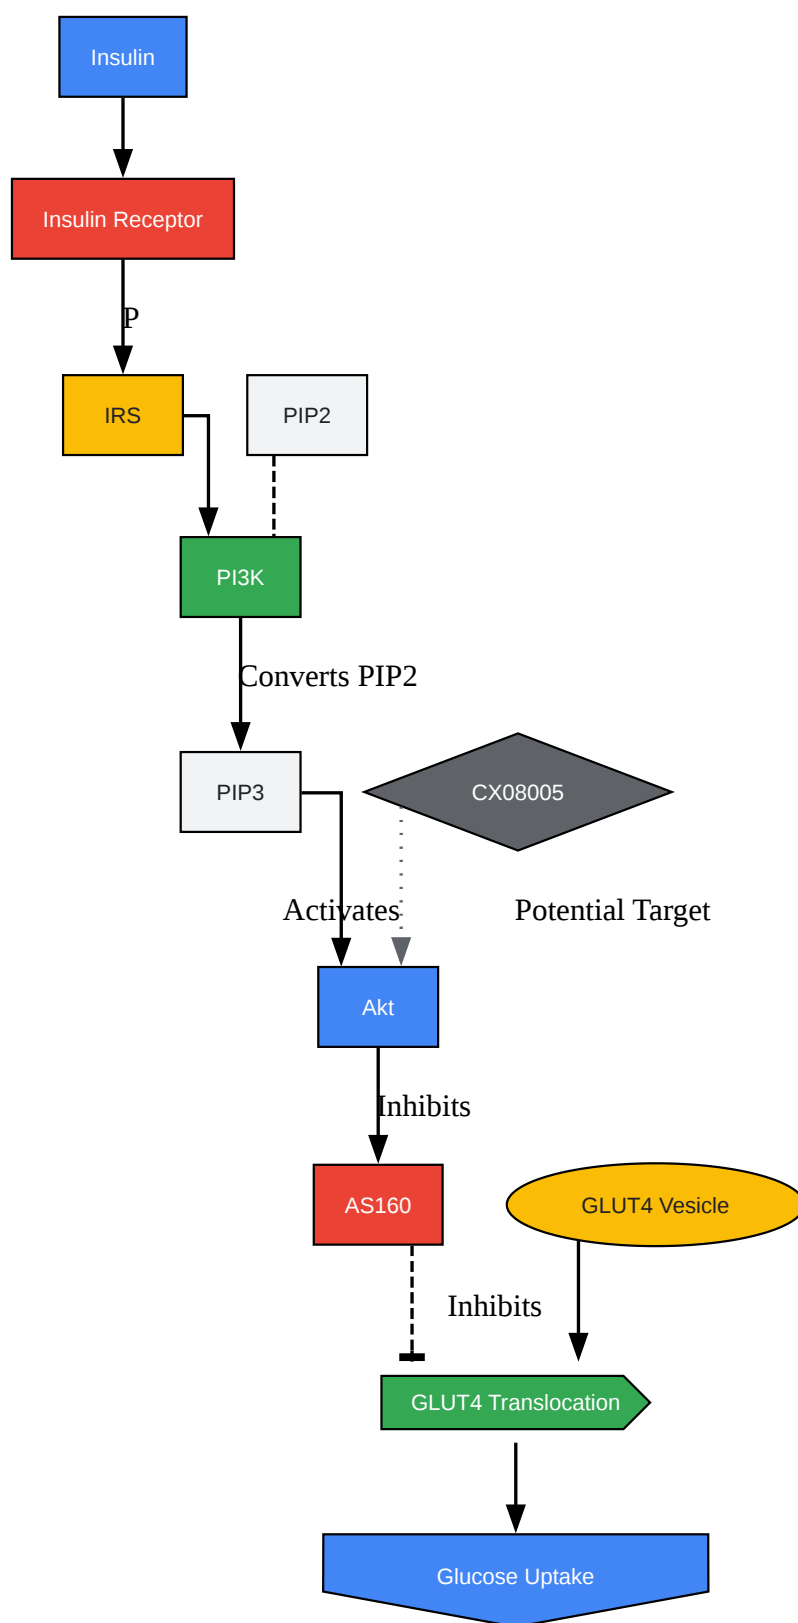 Insulin
Insulin Receptor
P
IRS
PIP2
PI3K
Converts PIP2
PIP3
CX08005
Activates
Potential Target
Akt
Inhibits
AS160
GLUT4 Vesicle
Inhibits
GLUT4 Translocation
Glucose Uptake